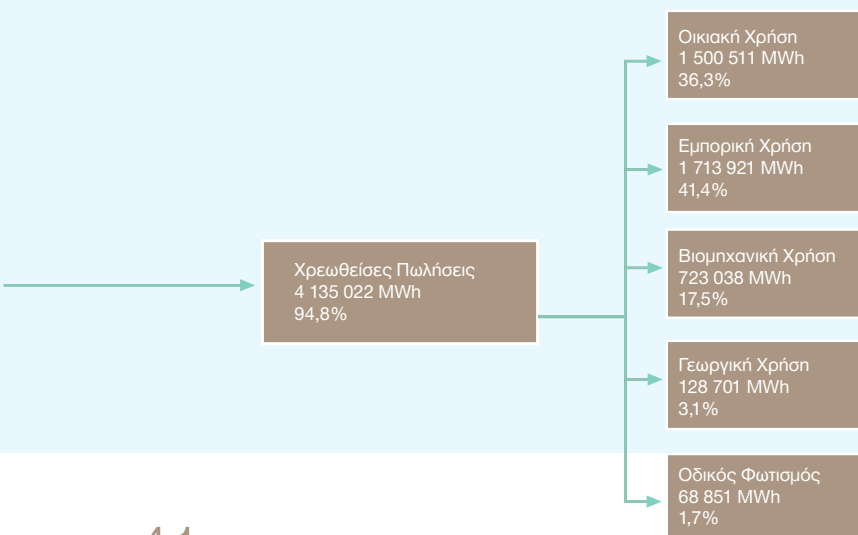 Οικιακή Χρήση
1 500 511 MWh
36,3%
Εμπορική Χρήση
1 713 921 MWh
41,4%
Χρεωθείσες Πωλήσεις
4 135 022 MWh
94,8%
Βιομηχανική Χρήση
723 038 MWh
17,5%
Γεωργική Χρήση
128 701 MWh
3,1%
Οδικός Φωτισμός
68 851 MWh
1,7%